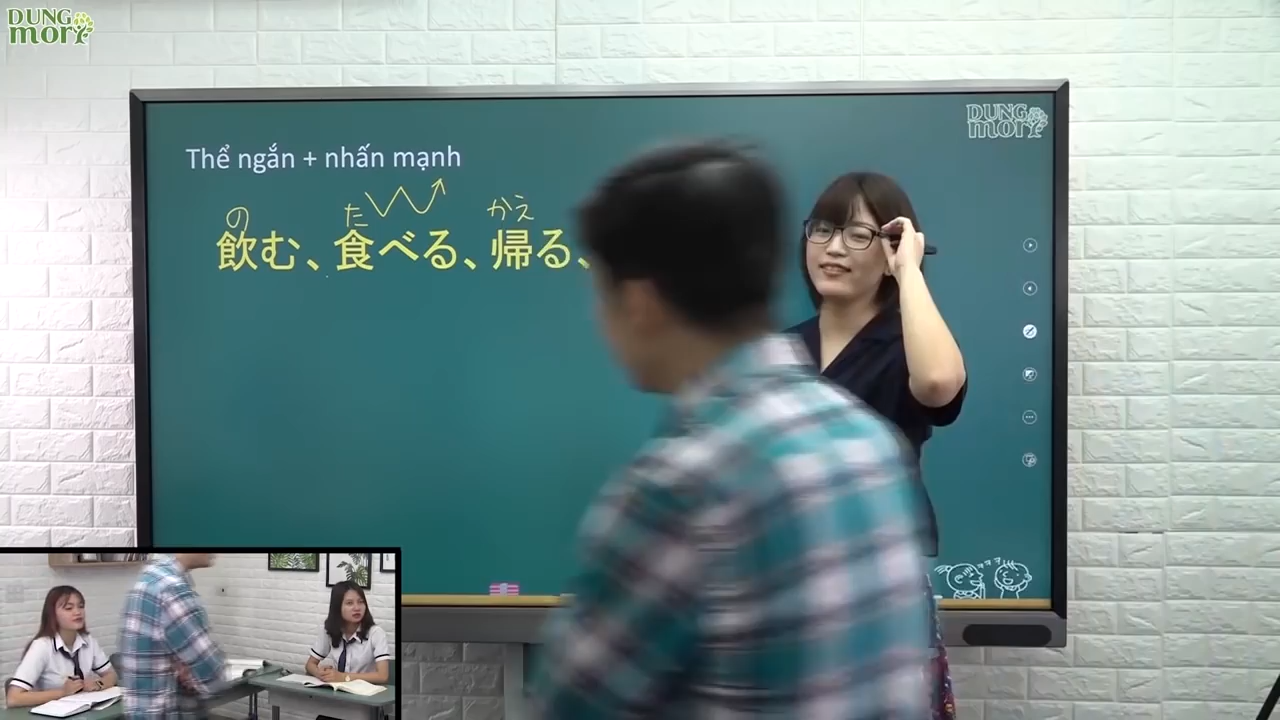 DUNG
mori
DUNG
mori
Thể ngắn + nhấn mạnh
の た かえ
飲む、食べる、帰る、